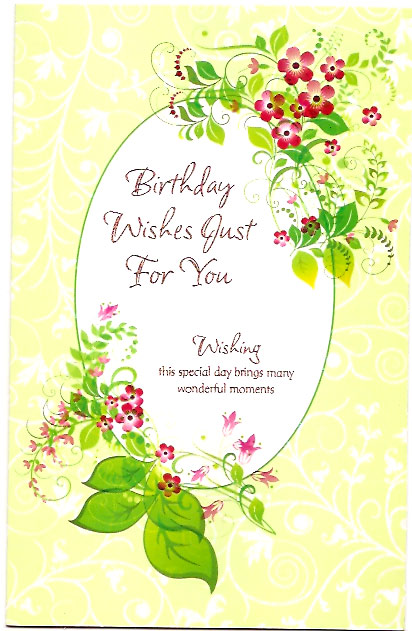 Birthday
Wishes Just
For You
Wishing
this special day brings many
wonderful moments